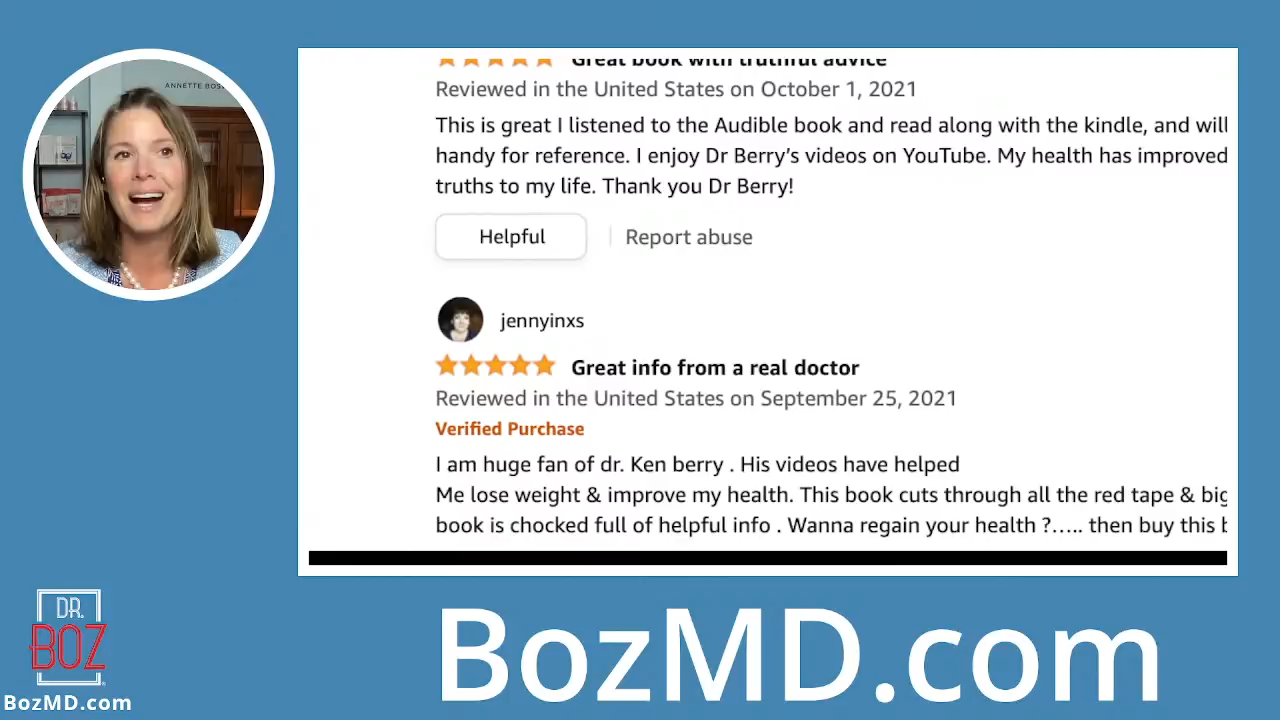 ANNETTE BOS
Great book with truthful advice
Reviewed in the United States on October 1, 2021
This is great I listened to the Audible book and read along with the kindle, and will
handy for reference. I enjoy Dr Berry's videos on YouTube. My health has improved
truths to my life. Thank you Dr Berry!
Helpful
Report abuse
jennyinxs
Great info from a real doctor
Reviewed in the United States on September 25, 2021
Verified Purchase
I am huge fan of dr. Ken berry . His videos have helped
Me lose weight & improve my health. This book cuts through all the red tape & big
book is chocked full of helpful info . Wanna regain your health ?..... then buy this b
DR.
BOZ
BozMD.com
BozMD.com